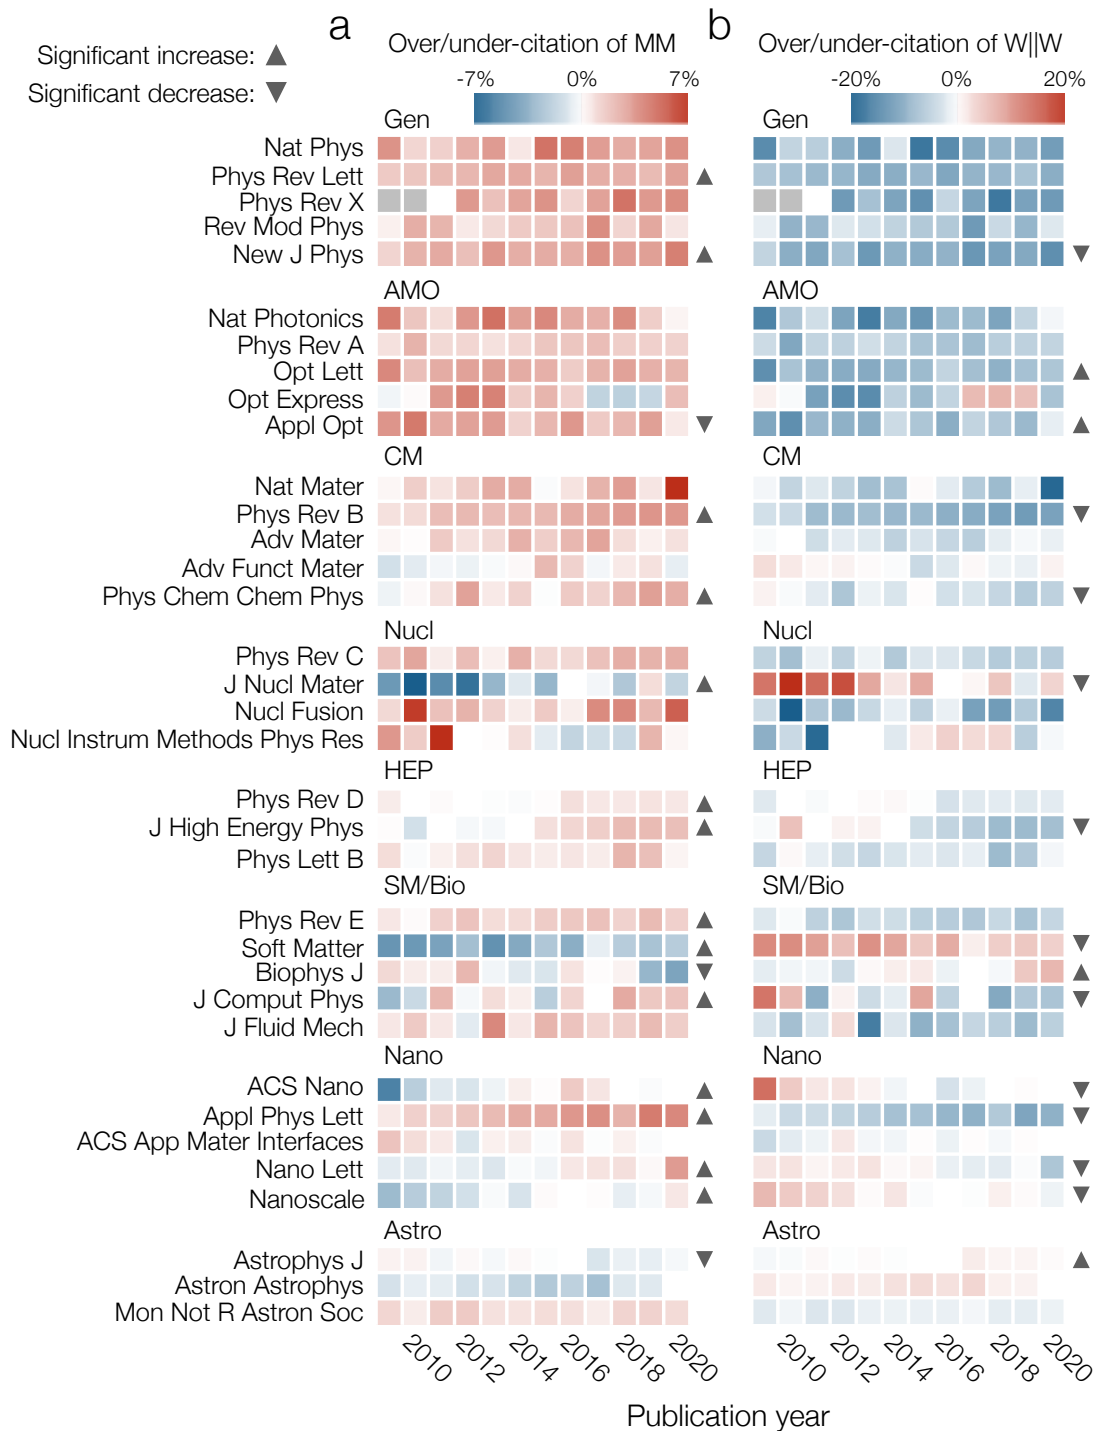 a
b
Significant increase: ▲
Significant decrease: ▼
Over/under-citation of MM
Over/under-citation of W||W
-7% 0% 7%
-20% 0% 20%
Gen
Gen
Nat Phys
Phys Rev Lett
Phys Rev X
Rev Mod Phys
New J Phys
AMO
AMO
Nat Photonics
Phys Rev A
Opt Lett
Opt Express
Appl Opt
CM
CM
Nat Mater
Phys Rev B
Adv Mater
Adv Funct Mater
Phys Chem Chem Phys
Nucl
Nucl
Phys Rev C
J Nucl Mater
Nucl Fusion
Nucl Instrum Methods Phys Res
HEP
HEP
Phys Rev D
J High Energy Phys
Phys Lett B
SM/Bio
SM/Bio
Phys Rev E
Soft Matter
Biophys J
J Comput Phys
J Fluid Mech
Nano
Nano
ACS Nano
Appl Phys Lett
ACS App Mater Interfaces
Nano Lett
Nanoscale
Astro
Astro
Astrophys J
Astron Astrophys
Mon Not R Astron Soc
2010 2012 2014 2016 2018 2020
2010 2012 2014 2016 2018 2020
Publication year